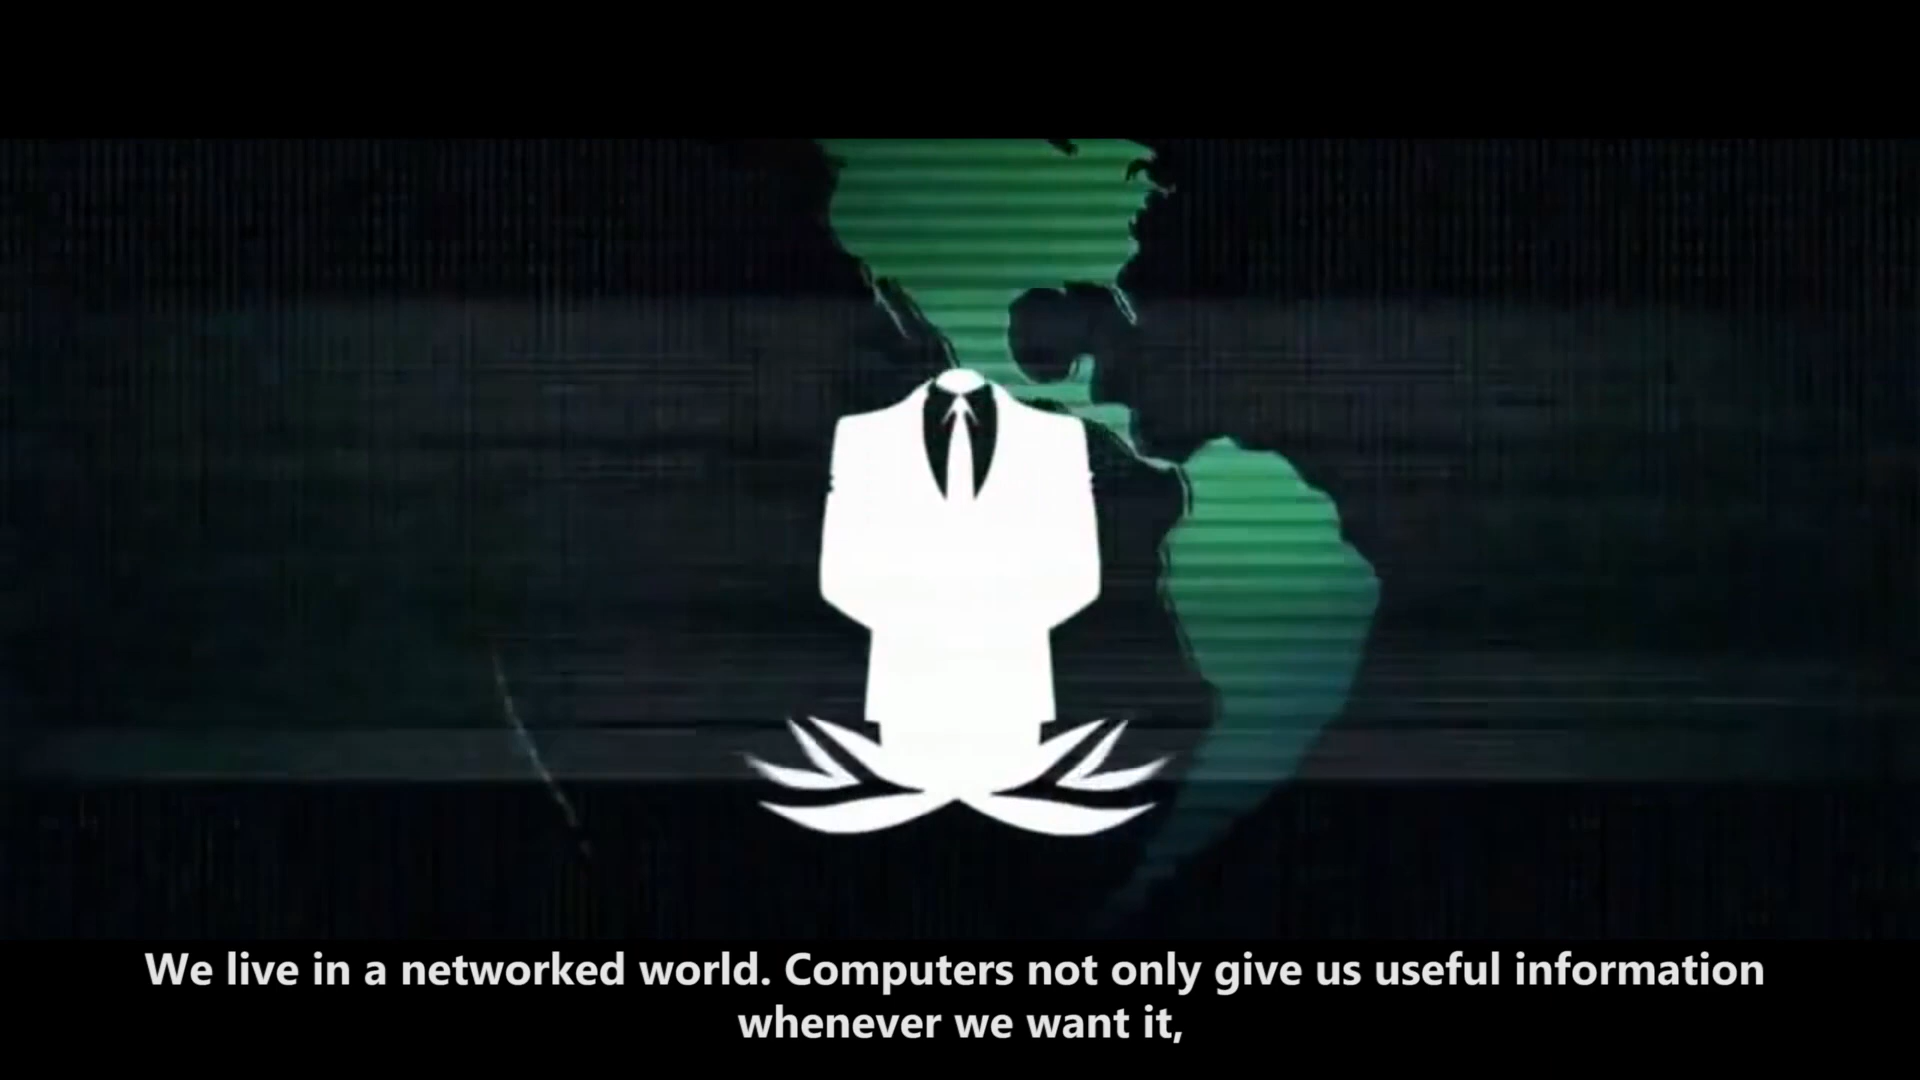 We live in a networked world. Computers not only give us useful information
whenever we want it,